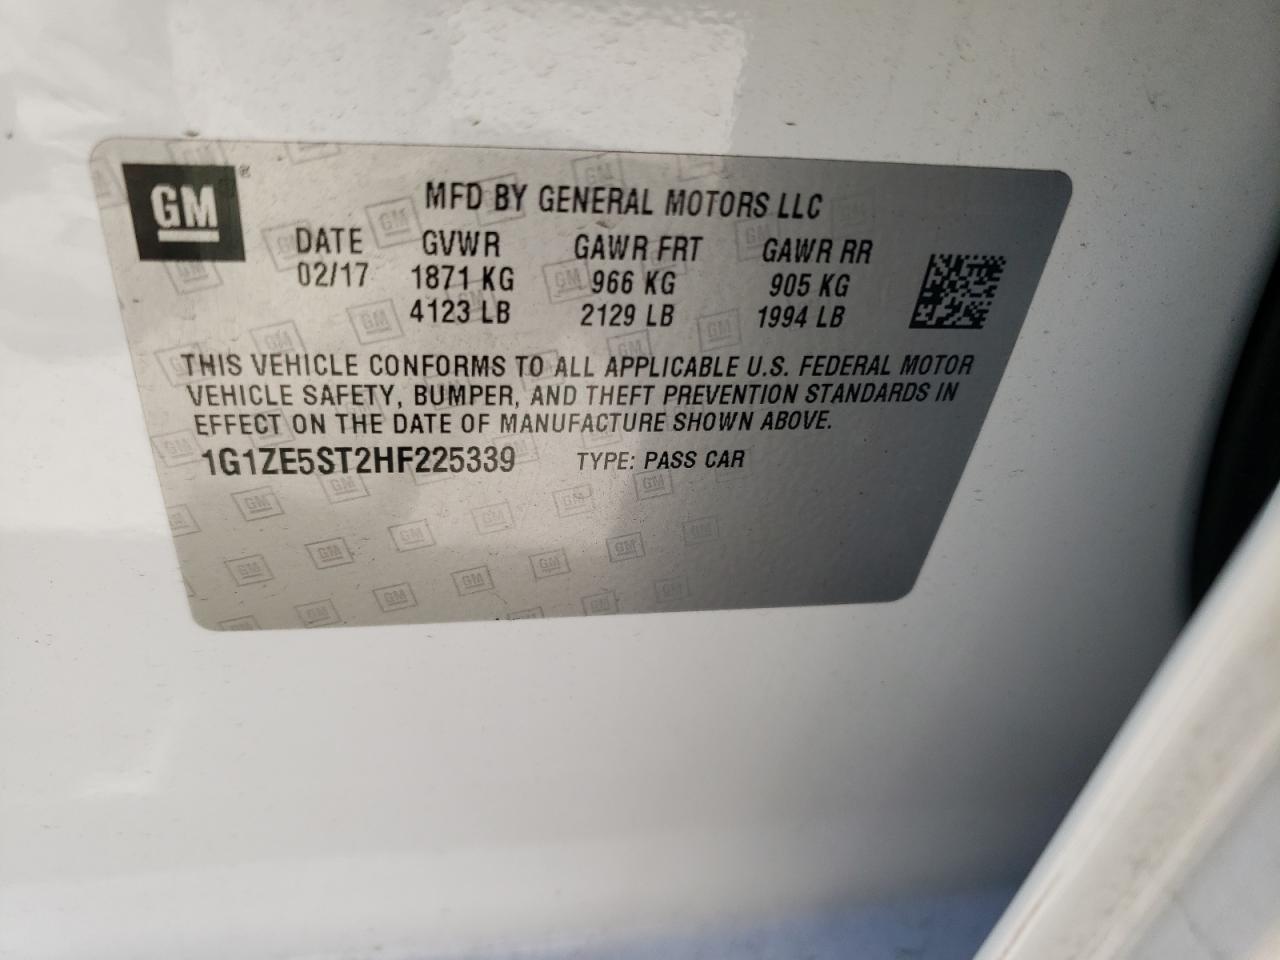 GM®
MFD BY GENERAL MOTORS LLC
DATE GVWR GAWR FRT GAWR RR
02/17 1871 KG 966 KG 905 KG
4123 LB 2129 LB 1994 LB
THIS VEHICLE CONFORMS TO ALL APPLICABLE U.S. FEDERAL MOTOR
VEHICLE SAFETY, BUMPER, AND THEFT PREVENTION STANDARDS IN
EFFECT ON THE DATE OF MANUFACTURE SHOWN ABOVE.
1G1ZE5ST2HF225339 TYPE: PASS CAR